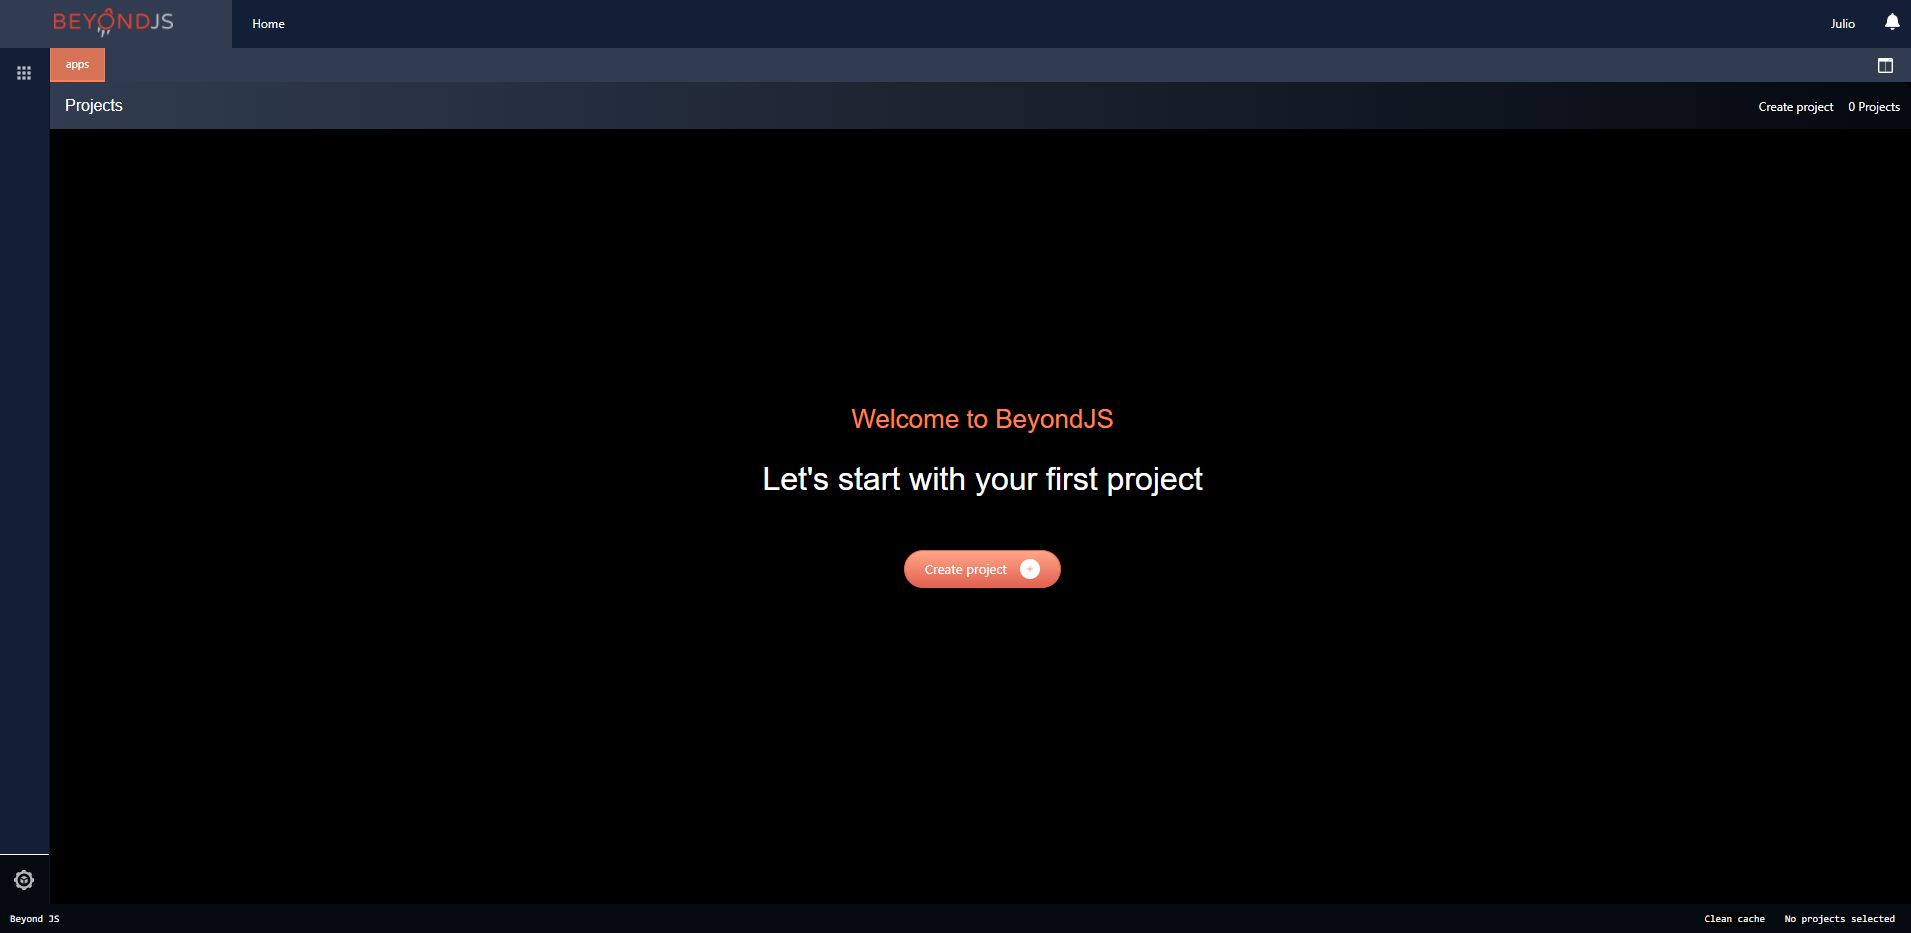 BEYONDJS
Home
Julio
apps
Projects
Create project
0 Projects
Welcome to BeyondJS
Let's start with your first project
Create project
Beyond JS
Clean cache
No projects selected